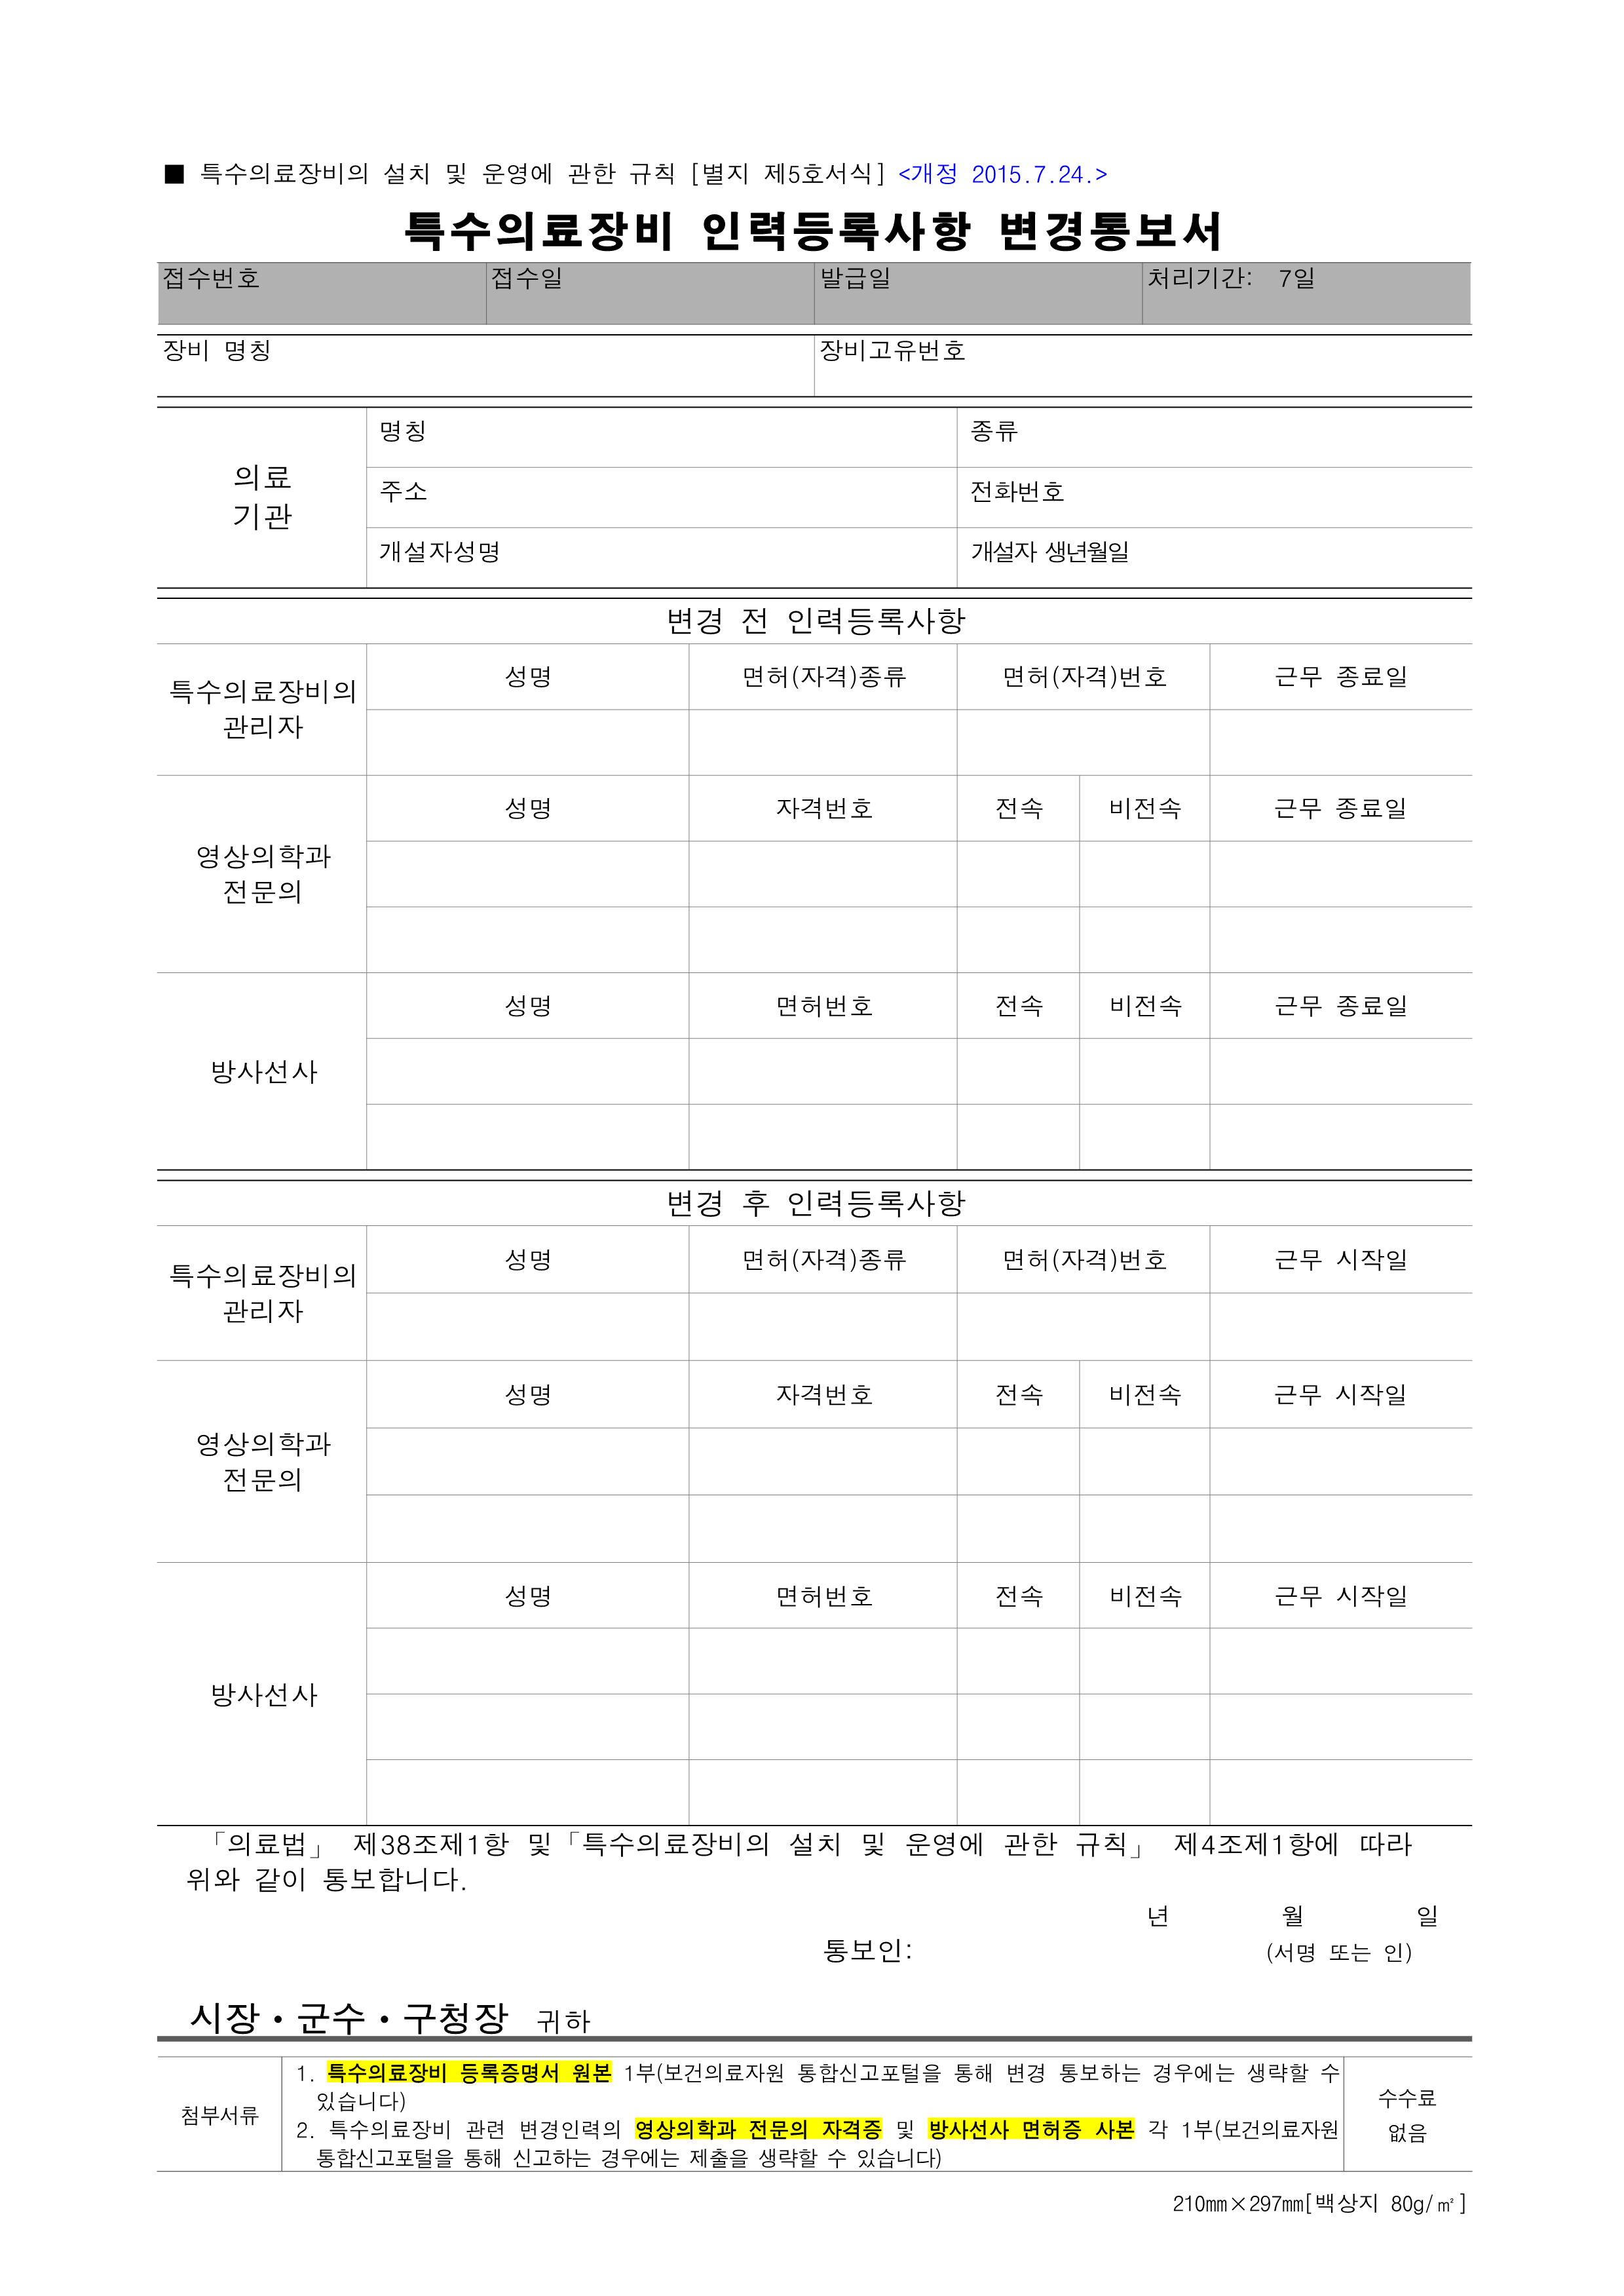 ■ 특수의료장비의 설치 및 운영에 관한 규칙 [별지 제5호서식] <개정 2015.7.24.>
특수의료장비 인력등록사항 변경통보서
접수번호 접수일 발급일 처리기간: 7일
장비 명칭 장비고유번호
의료
기관
명칭 종류
주소 전화번호
개설자성명 개설자 생년월일
변경 전 인력등록사항
특수의료장비의
관리자
성명 면허(자격)종류 면허(자격)번호 근무 종료일
영상의학과
전문의
성명 자격번호 전속 비전속 근무 종료일
방사선사
성명 면허번호 전속 비전속 근무 종료일
변경 후 인력등록사항
특수의료장비의
관리자
성명 면허(자격)종류 면허(자격)번호 근무 시작일
영상의학과
전문의
성명 자격번호 전속 비전속 근무 시작일
방사선사
성명 면허번호 전속 비전속 근무 시작일
「의료법」 제38조제1항 및「특수의료장비의 설치 및 운영에 관한 규칙」 제4조제1항에 따라
위와 같이 통보합니다.
년 월 일
통보인: (서명 또는 인)
시장・군수・구청장 귀하
첨부서류
1. 특수의료장비 등록증명서 원본 1부(보건의료자원 통합신고포털을 통해 변경 통보하는 경우에는 생략할 수
있습니다)
2. 특수의료장비 관련 변경인력의 영상의학과 전문의 자격증 및 방사선사 면허증 사본 각 1부(보건의료자원
통합신고포털을 통해 신고하는 경우에는 제출을 생략할 수 있습니다)
수수료
없음
210㎜×297㎜[백상지 80g/㎡]